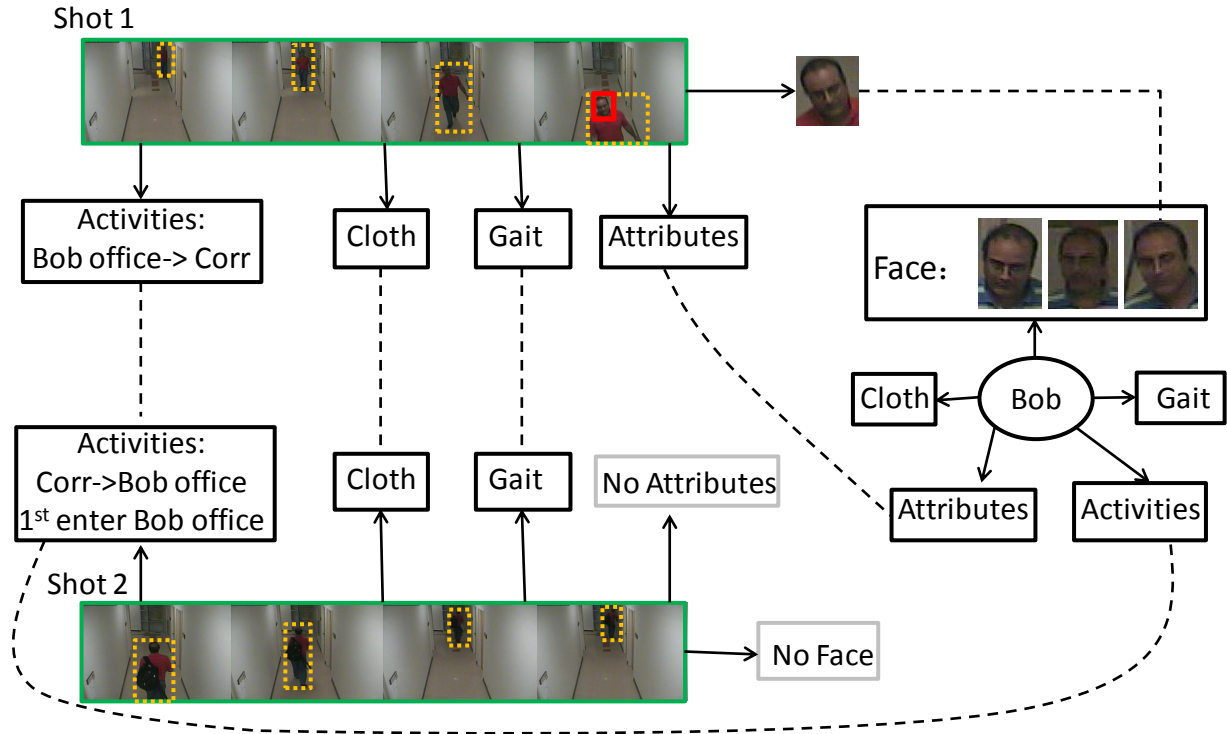 Shot 1
Activities:
Bob office-> Corr
Cloth
Gait
Attributes
Face：
Cloth
Bob
Gait
Attributes
Activities
Activities:
Corr->Bob office
1st enter Bob office
Cloth
Gait
No Attributes
Shot 2
No Face